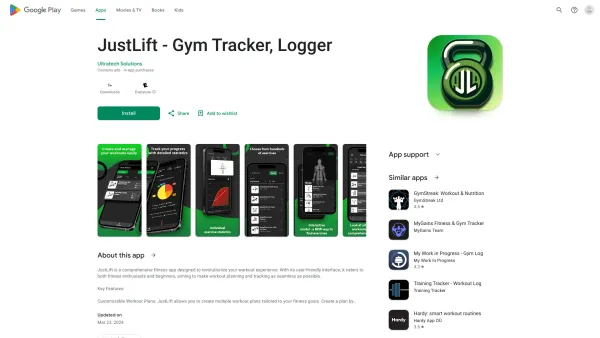 Google Play
Games
Apps
Movies & TV
Books
Kids
JustLift - Gym Tracker, Logger
Ultratech Solutions
Contains ads · In-app purchases
1+
Downloads
Everyone
Install
Share
Add to wishlist
JL
Create and manage
your workouts easily
Track your progress
with detailed statistics
Individual
exercise statistics
Choose from hundreds
of exercises
Interactive
App support
Similar apps
GymStreak: Workout & Nutrition
GymStreak Ltd
MyGains Fitness & Gym Tracker
MyGains Team
My Work in Progress - Gym Log
My Work In Progress
4.3
Training Tracker - Workout Log
Training Tracker
Hardy
Hardy: smart workout routines
Hardy App OÜ
3.5
About this app
JustLift is a comprehensive fitness app designed to revolutionize your workout experience. With its user-friendly interface, it caters to
both fitness enthusiasts and beginners, aiming to make workout planning and tracking as seamless as possible.
Key Features:
Customizable Workout Plans: JustLift allows you to create multiple workout plans tailored to your fitness goals. Create a plan by..
Updated on
Mar 23, 2024